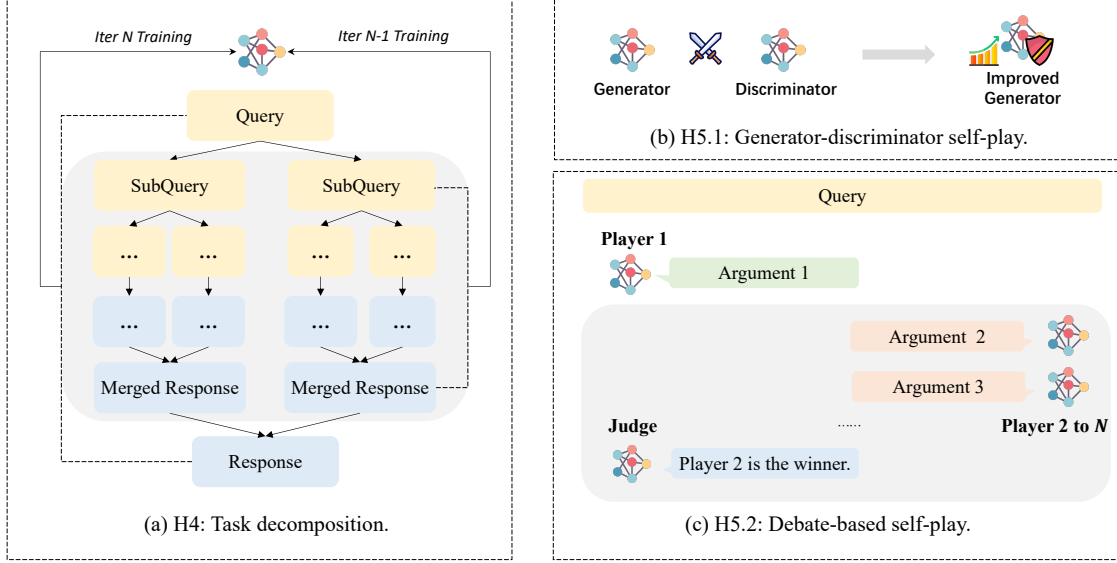 Iter N Training
Iter N-1 Training
Query
SubQuery
SubQuery
...
...
...
...
...
...
...
...
Merged Response
Merged Response
Response
(a) H4: Task decomposition.
Generator
Discriminator
Improved
Generator
(b) H5.1: Generator-discriminator self-play.
Query
Player 1
Argument 1
Argument 2
Argument 3
......
Player 2 to N
Judge
Player 2 is the winner.
(c) H5.2: Debate-based self-play.